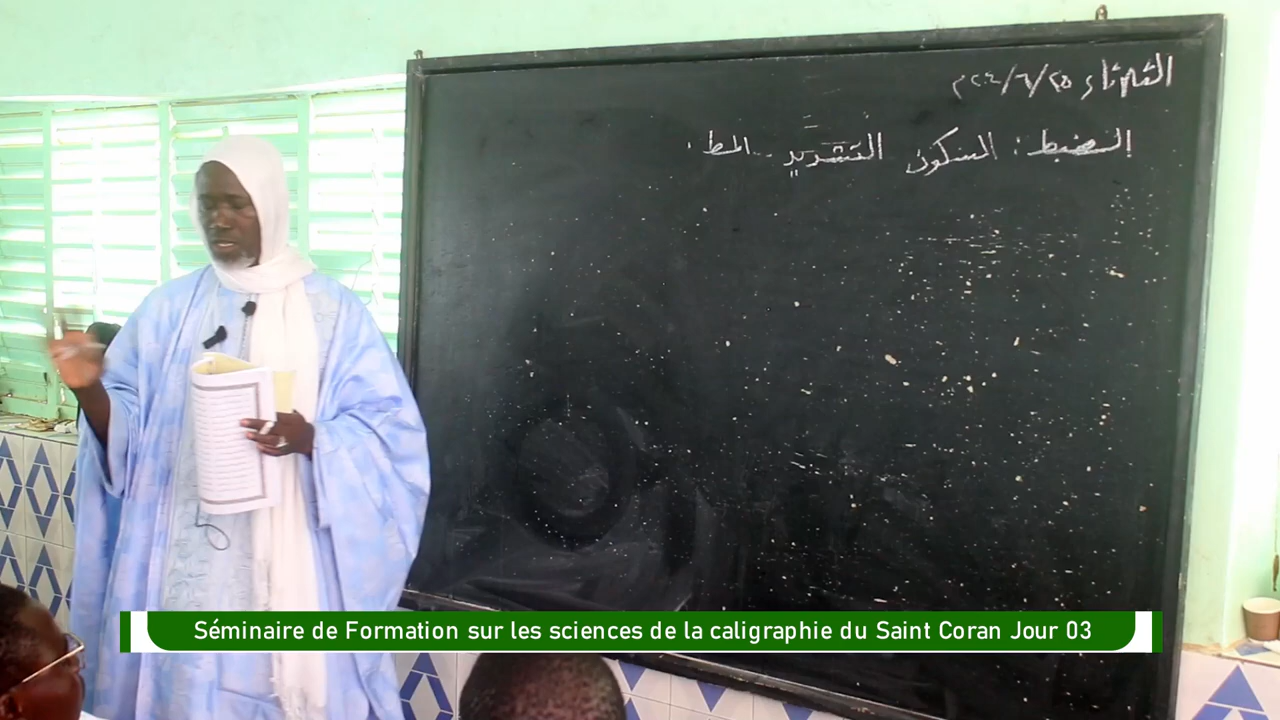 الثلاثاء ٢٥/٦/٢٠٢٤م
الضبط: السكون التشديد - المط.
Séminaire de Formation sur les sciences de la caligraphie du Saint Coran Jour 03